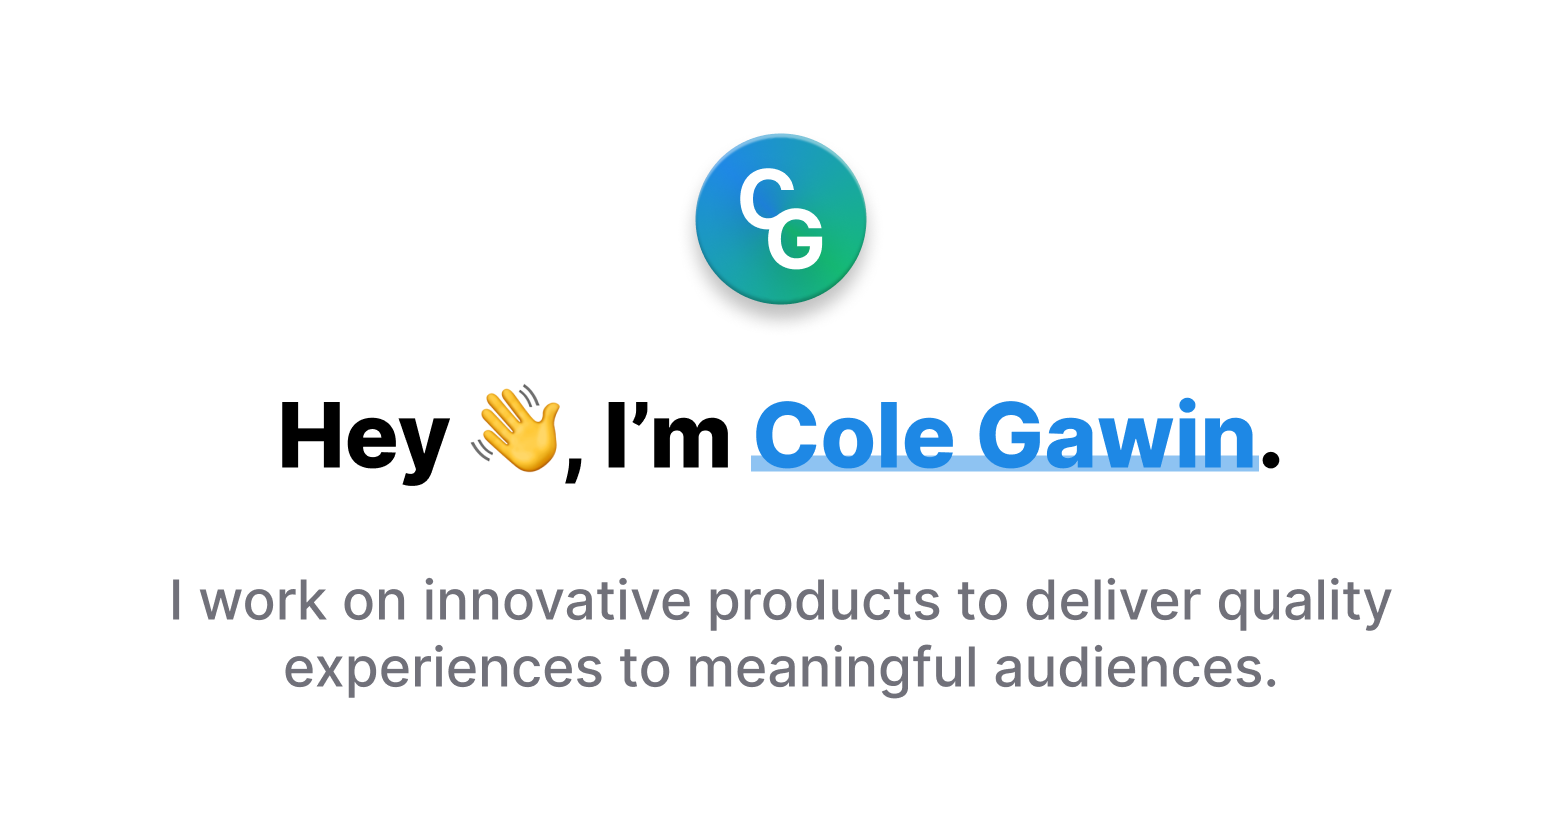 CG
Hey 👋, I’m Cole Gawin.
I work on innovative products to deliver quality
experiences to meaningful audiences.